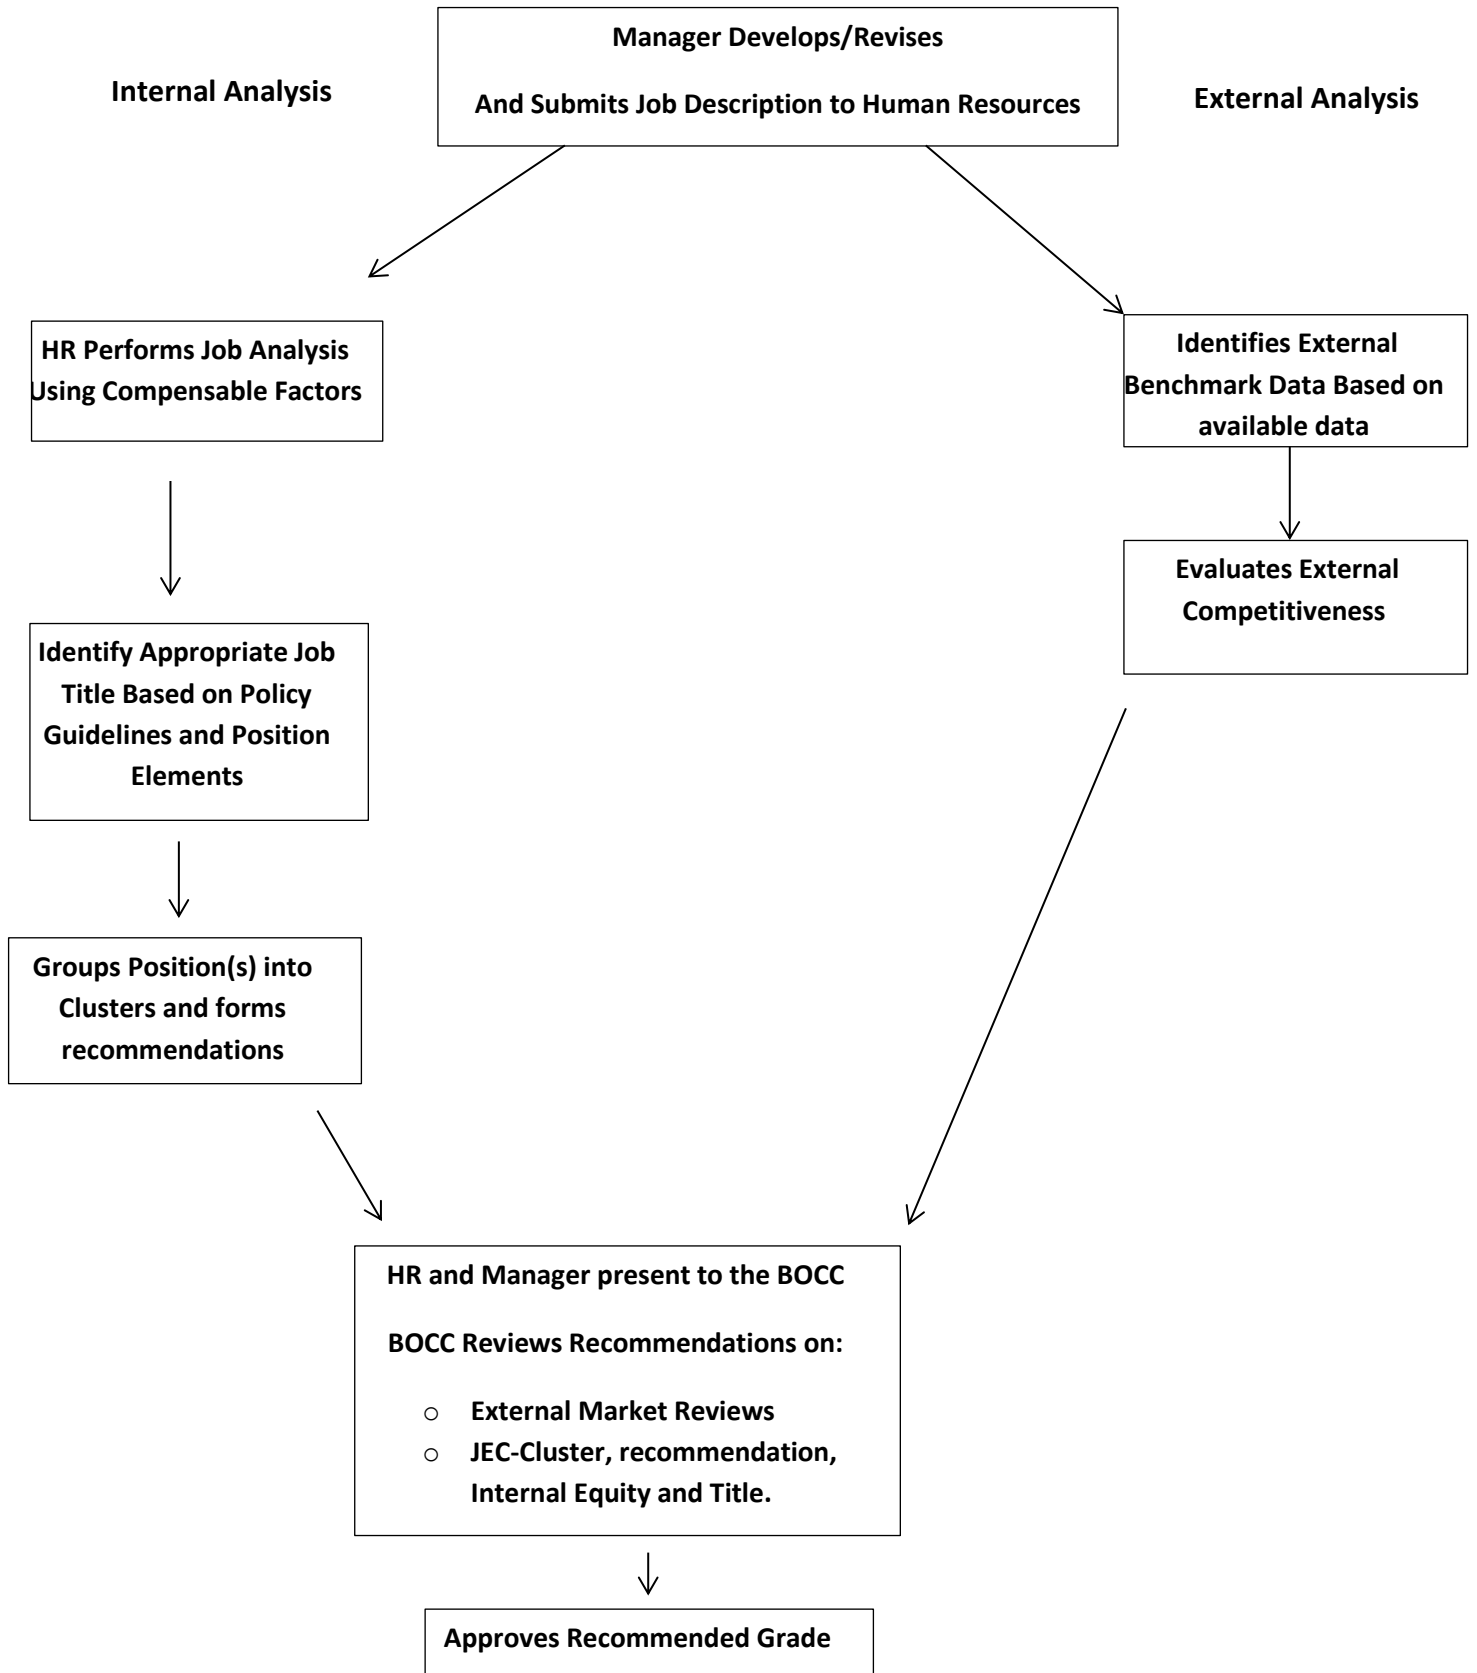 Manager Develops/Revises
And Submits Job Description to Human Resources
Internal Analysis
External Analysis
HR Performs Job Analysis
Using Compensable Factors
Identifies External
Benchmark Data Based on
available data
Evaluates External
Competitiveness
Identify Appropriate Job
Title Based on Policy
Guidelines and Position
Elements
Groups Position(s) into
Clusters and forms
recommendations
HR and Manager present to the BOCC
BOCC Reviews Recommendations on:
o External Market Reviews
o JEC-Cluster, recommendation,
Internal Equity and Title.
Approves Recommended Grade